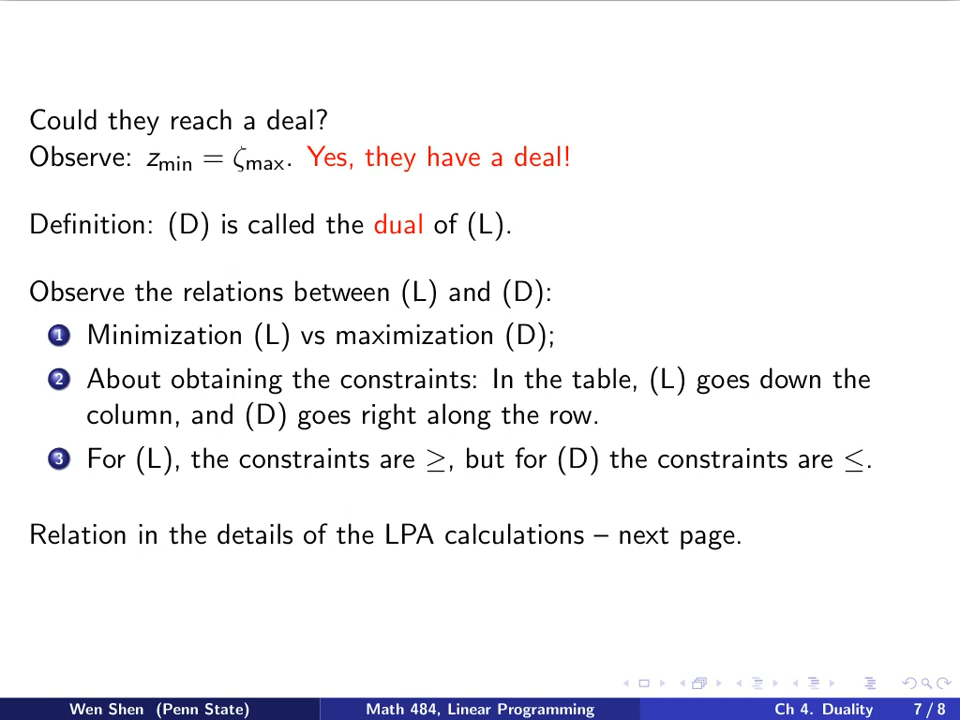 Could they reach a deal?
Observe: z_min = ζ_max. Yes, they have a deal!
Definition: (D) is called the dual of (L).
Observe the relations between (L) and (D):
1 Minimization (L) vs maximization (D);
2 About obtaining the constraints: In the table, (L) goes down the
column, and (D) goes right along the row.
3 For (L), the constraints are ≥, but for (D) the constraints are ≤.
Relation in the details of the LPA calculations – next page.
Wen Shen (Penn State) Math 484, Linear Programming Ch 4. Duality 7 / 8